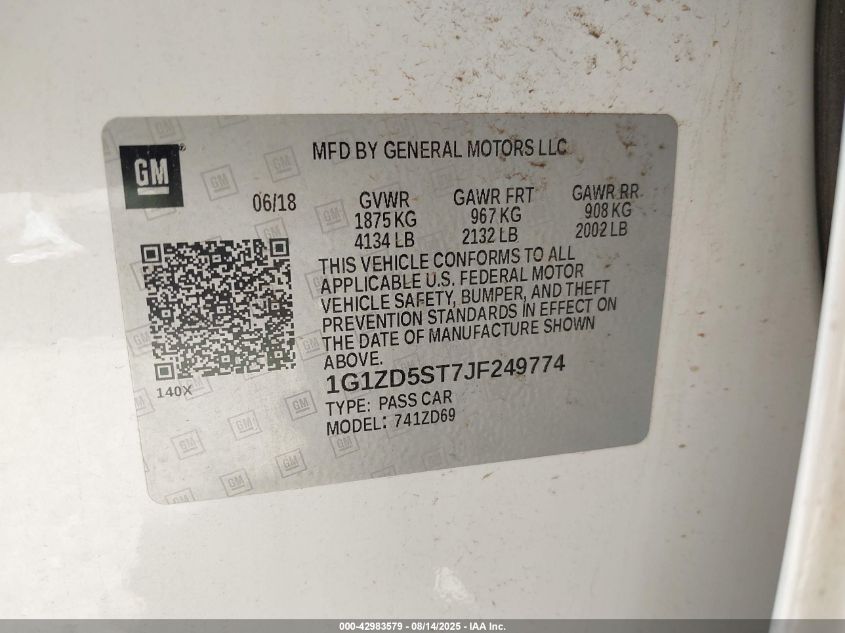 GM
MFD BY GENERAL MOTORS LLC
06/18
GVWR
1875 KG
4134 LB
GAWR FRT
967 KG
2132 LB
GAWR RR
908 KG
2002 LB
THIS VEHICLE CONFORMS TO ALL
APPLICABLE U.S. FEDERAL MOTOR
VEHICLE SAFETY, BUMPER, AND THEFT
PREVENTION STANDARDS IN EFFECT ON
THE DATE OF MANUFACTURE SHOWN
ABOVE.
140X
1G1ZD5ST7JF249774
TYPE: PASS CAR
MODEL: 741ZD69
000-42983579 - 08/14/2025 - IAA Inc.